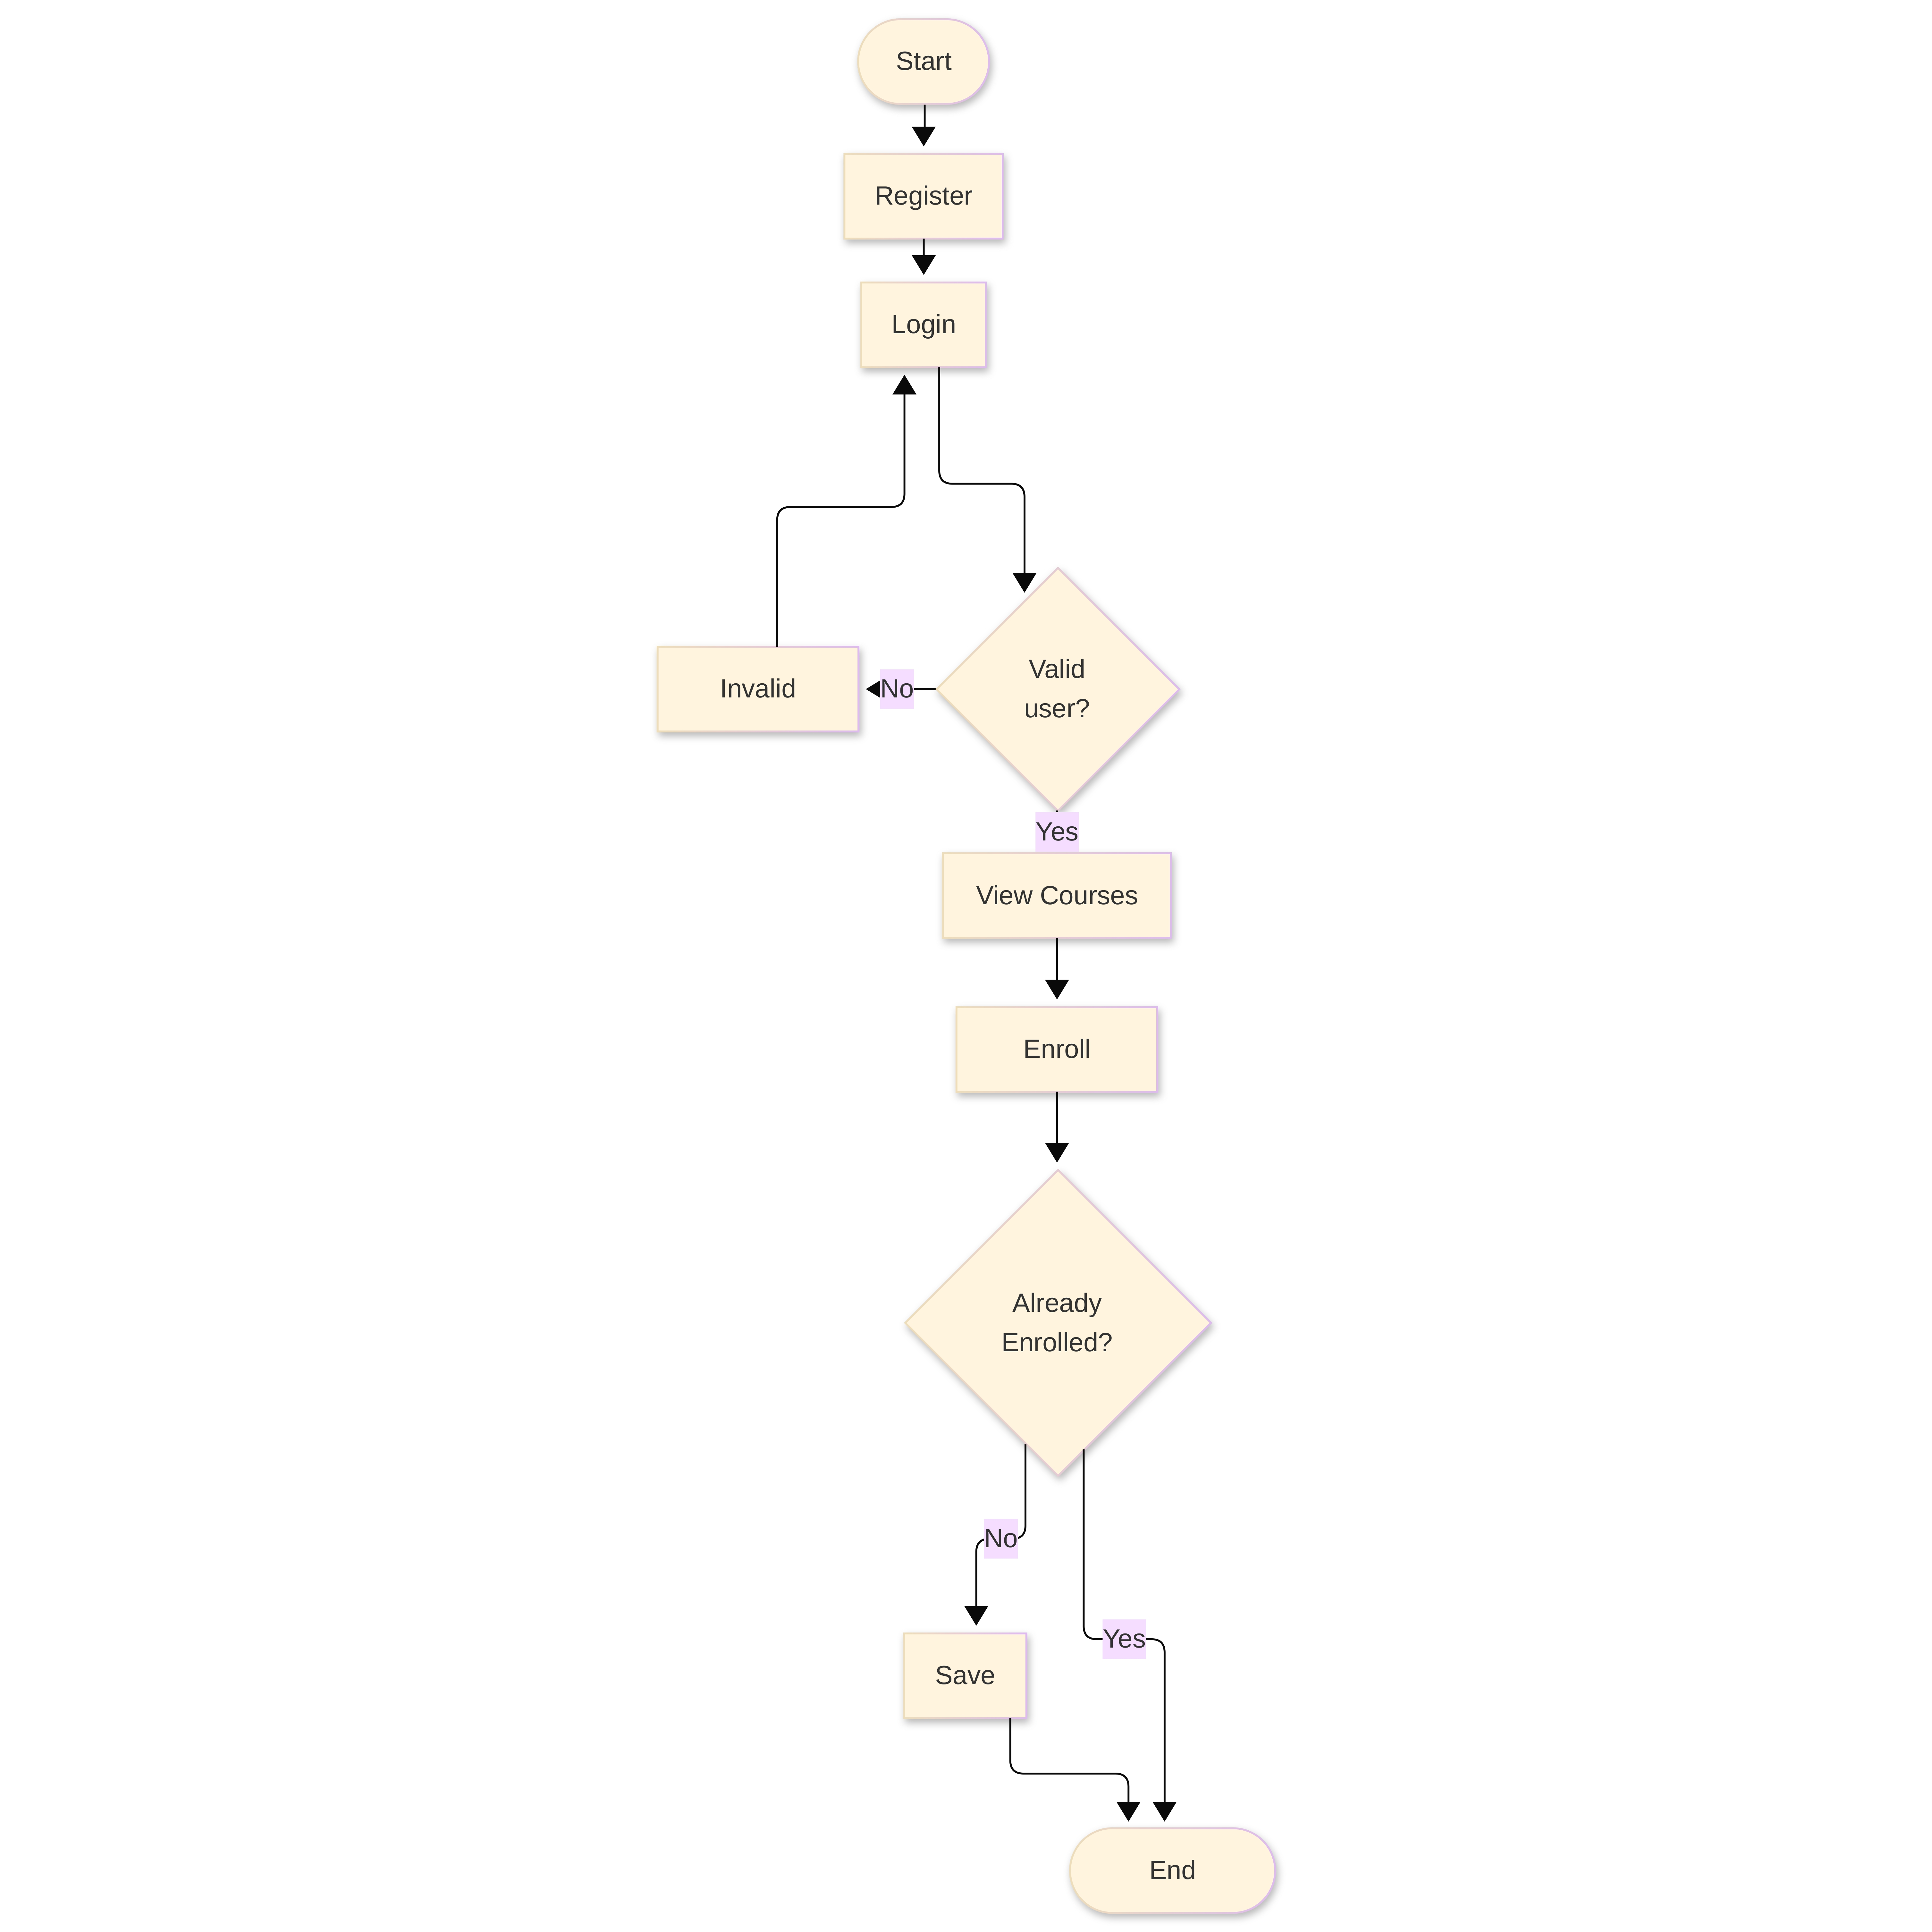 Start
Register
Login
Valid
user?
No
Invalid
Yes
View Courses
Enroll
Already
Enrolled?
No
Yes
Save
End